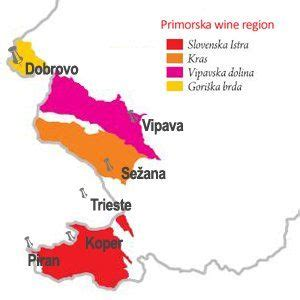 Primorska wine region
Slovenska Istra
Kras
Vipavska dolina
Goriška brda
Dobrovo
Vipava
Sežana
Trieste
Koper
Piran